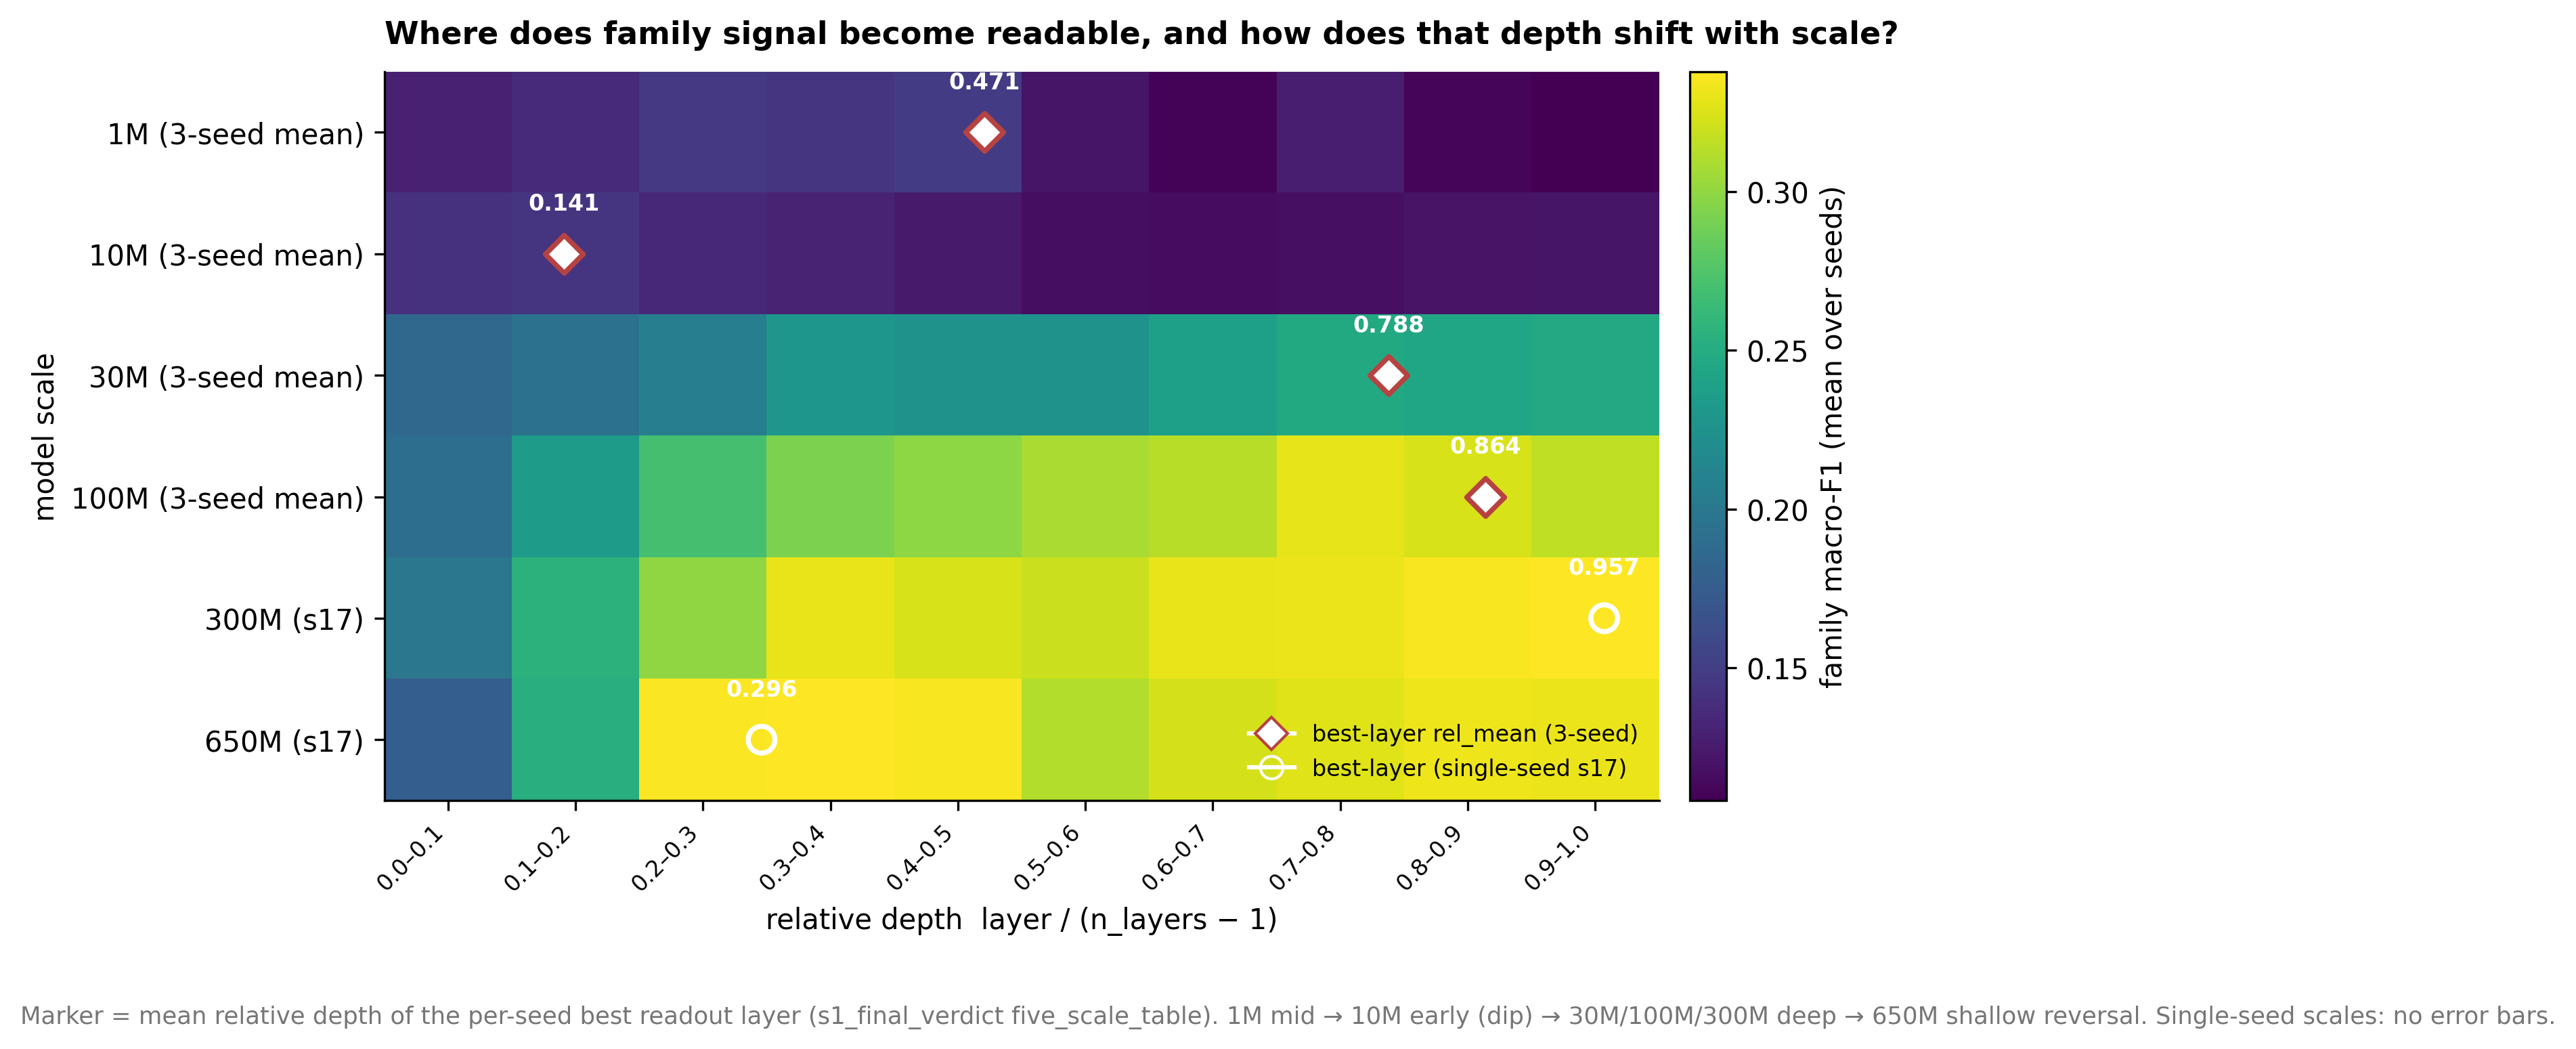 Where does family signal become readable, and how does that depth shift with scale?
model scale
1M (3-seed mean)
10M (3-seed mean)
30M (3-seed mean)
100M (3-seed mean)
300M (s17)
650M (s17)
0.471
0.141
0.788
0.864
0.957
0.296
best-layer rel_mean (3-seed)
best-layer (single-seed s17)
0.30
0.25
0.20
0.15
family macro-F1 (mean over seeds)
0.0–0.1
0.1–0.2
0.2–0.3
0.3–0.4
0.4–0.5
0.5–0.6
0.6–0.7
0.7–0.8
0.8–0.9
0.9–1.0
relative depth  layer / (n_layers − 1)
Marker = mean relative depth of the per-seed best readout layer (s1_final_verdict five_scale_table). 1M mid → 10M early (dip) → 30M/100M/300M deep → 650M shallow reversal. Single-seed scales: no error bars.